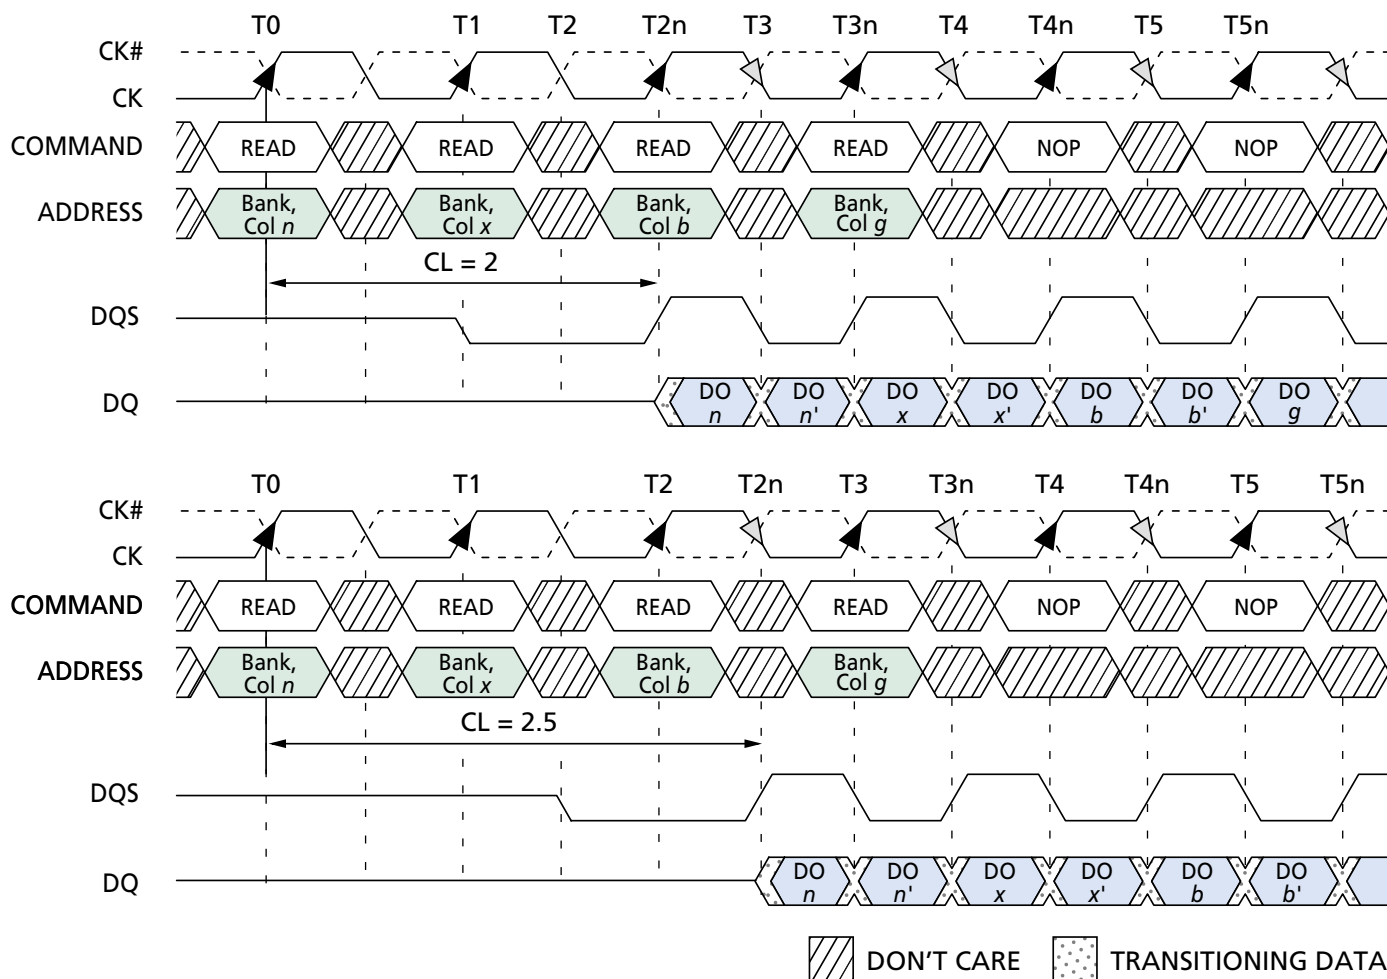 T0 T1 T2 T2n T3 T3n T4 T4n T5 T5n
CK#
CK
COMMAND READ READ READ READ NOP NOP
ADDRESS Bank, Col n Bank, Col x Bank, Col b Bank, Col g
CL = 2
DQS
DQ DO n DO n' DO x DO x' DO b DO b' DO g
T0 T1 T2 T2n T3 T3n T4 T4n T5 T5n
CK#
CK
COMMAND READ READ READ READ NOP NOP
ADDRESS Bank, Col n Bank, Col x Bank, Col b Bank, Col g
CL = 2.5
DQS
DQ DO n DO n' DO x DO x' DO b DO b'
DON'T CARE TRANSITIONING DATA